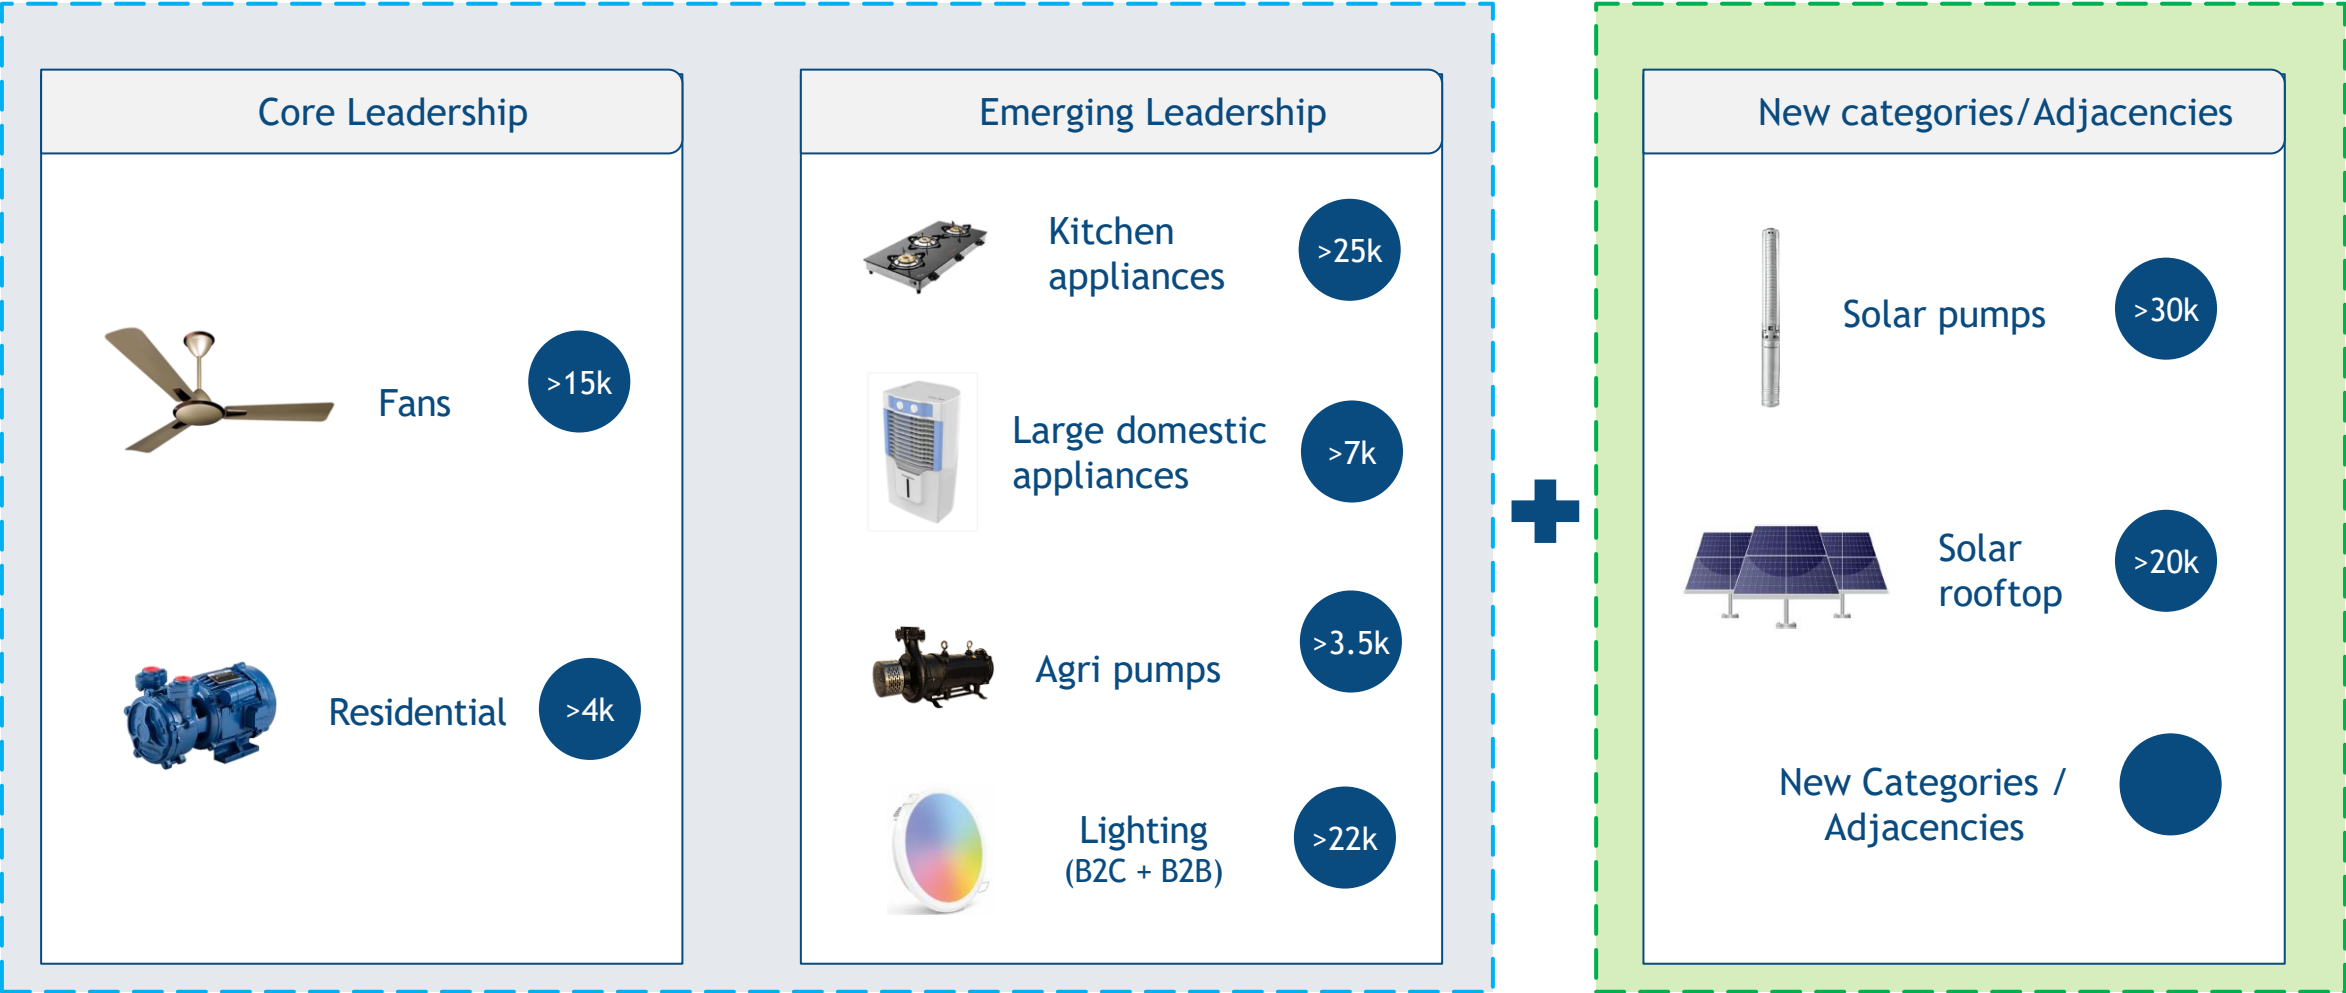 Core Leadership
Fans
>15k
Residential
>4k
Emerging Leadership
Kitchen
appliances
>25k
Large domestic
appliances
>7k
Agri pumps
>3.5k
Lighting
(B2C + B2B)
>22k
New categories/Adjacencies
Solar pumps
>30k
Solar
rooftop
>20k
New Categories /
Adjacencies